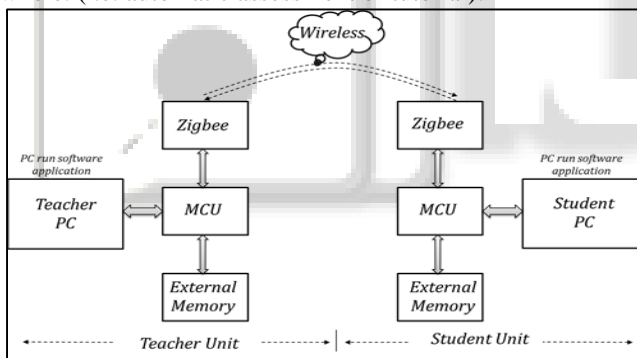 Wireless
Zigbee
Zigbee
PC run software
application
PC run software
application
Teacher
PC
MCU
MCU
Student
PC
External
Memory
External
Memory
Teacher Unit
Student Unit